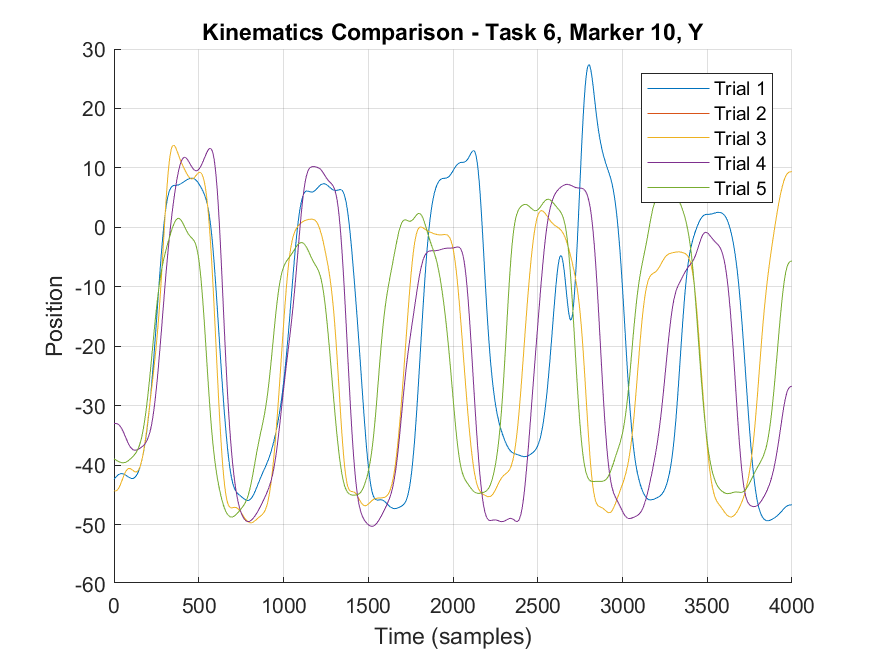 Kinematics Comparison - Task 6, Marker 10, Y
30
20
10
0
-10
-20
-30
-40
-50
-60
Position
0 500 1000 1500 2000 2500 3000 3500 4000
Time (samples)
Trial 1
Trial 2
Trial 3
Trial 4
Trial 5